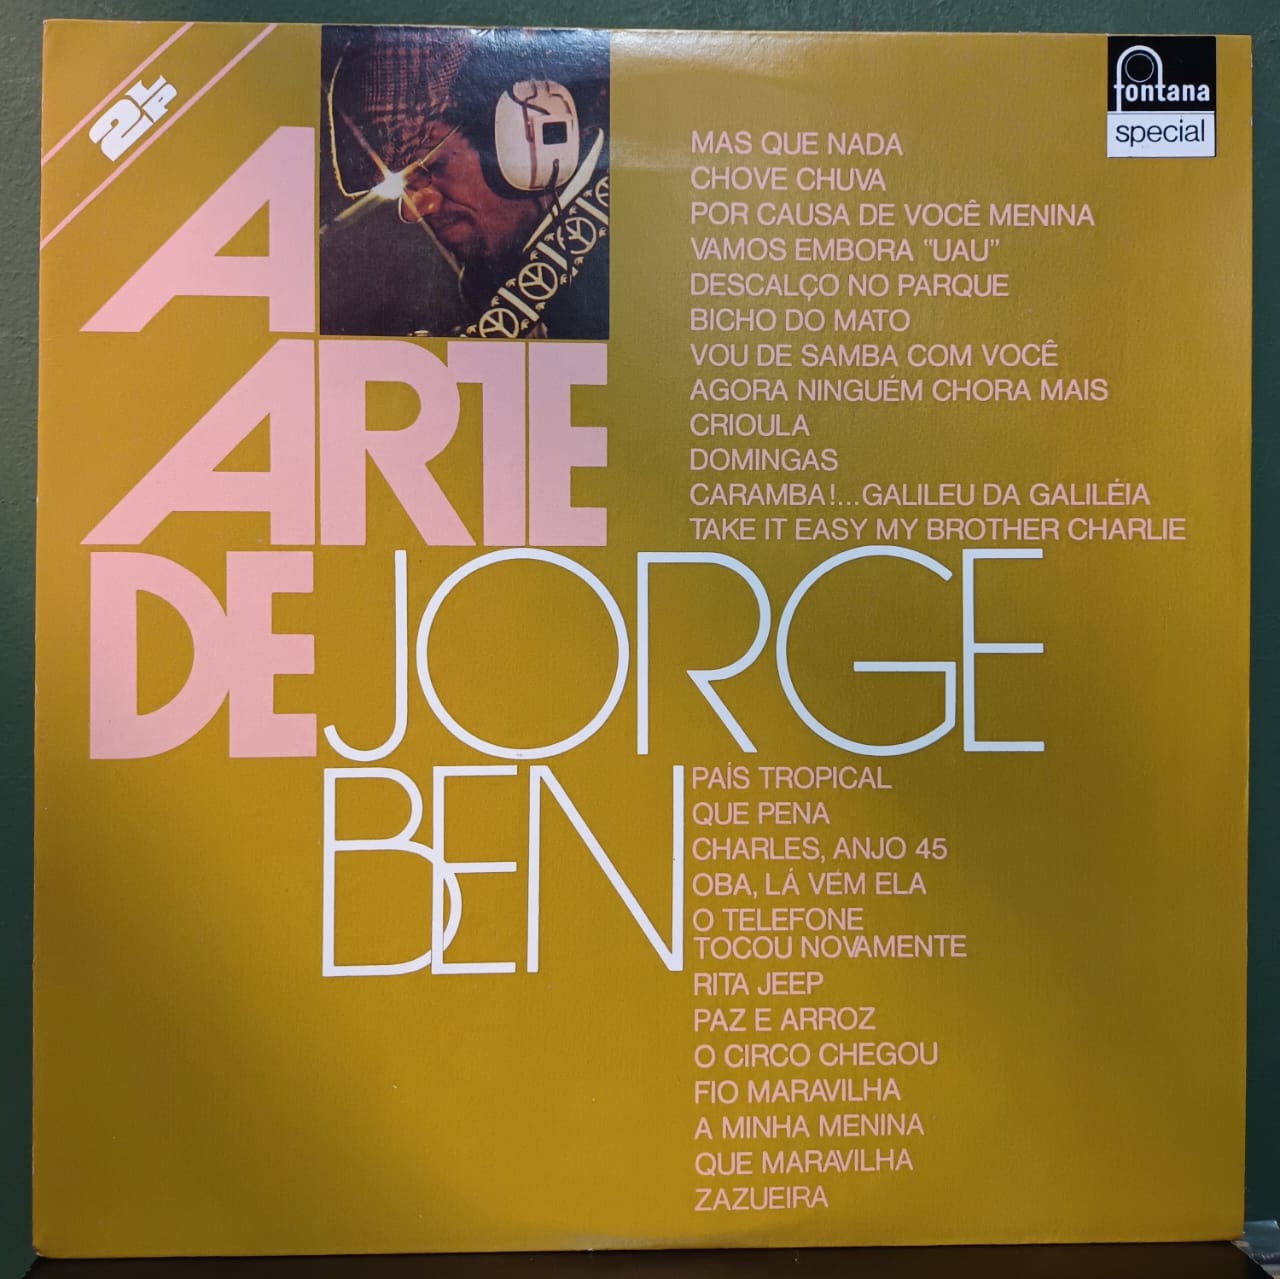 2LP
fontana
special
A
ARTE
DE JORGE
BEN
MAS QUE NADA
CHOVE CHUVA
POR CAUSA DE VOCÊ MENINA
VAMOS EMBORA "UAU"
DESCALÇO NO PARQUE
BICHO DO MATO
VOU DE SAMBA COM VOCÊ
AGORA NINGUÉM CHORA MAIS
CRIOULA
DOMINGAS
CARAMBA!...GALILEU DA GALILÉIA
TAKE IT EASY MY BROTHER CHARLIE
PAÍS TROPICAL
QUE PENA
CHARLES, ANJO 45
OBA, LÁ VÉM ELA
O TELEFONE
TOCOU NOVAMENTE
RITA JEEP
PAZ E ARROZ
O CIRCO CHEGOU
FIO MARAVILHA
A MINHA MENINA
QUE MARAVILHA
ZAZUEIRA